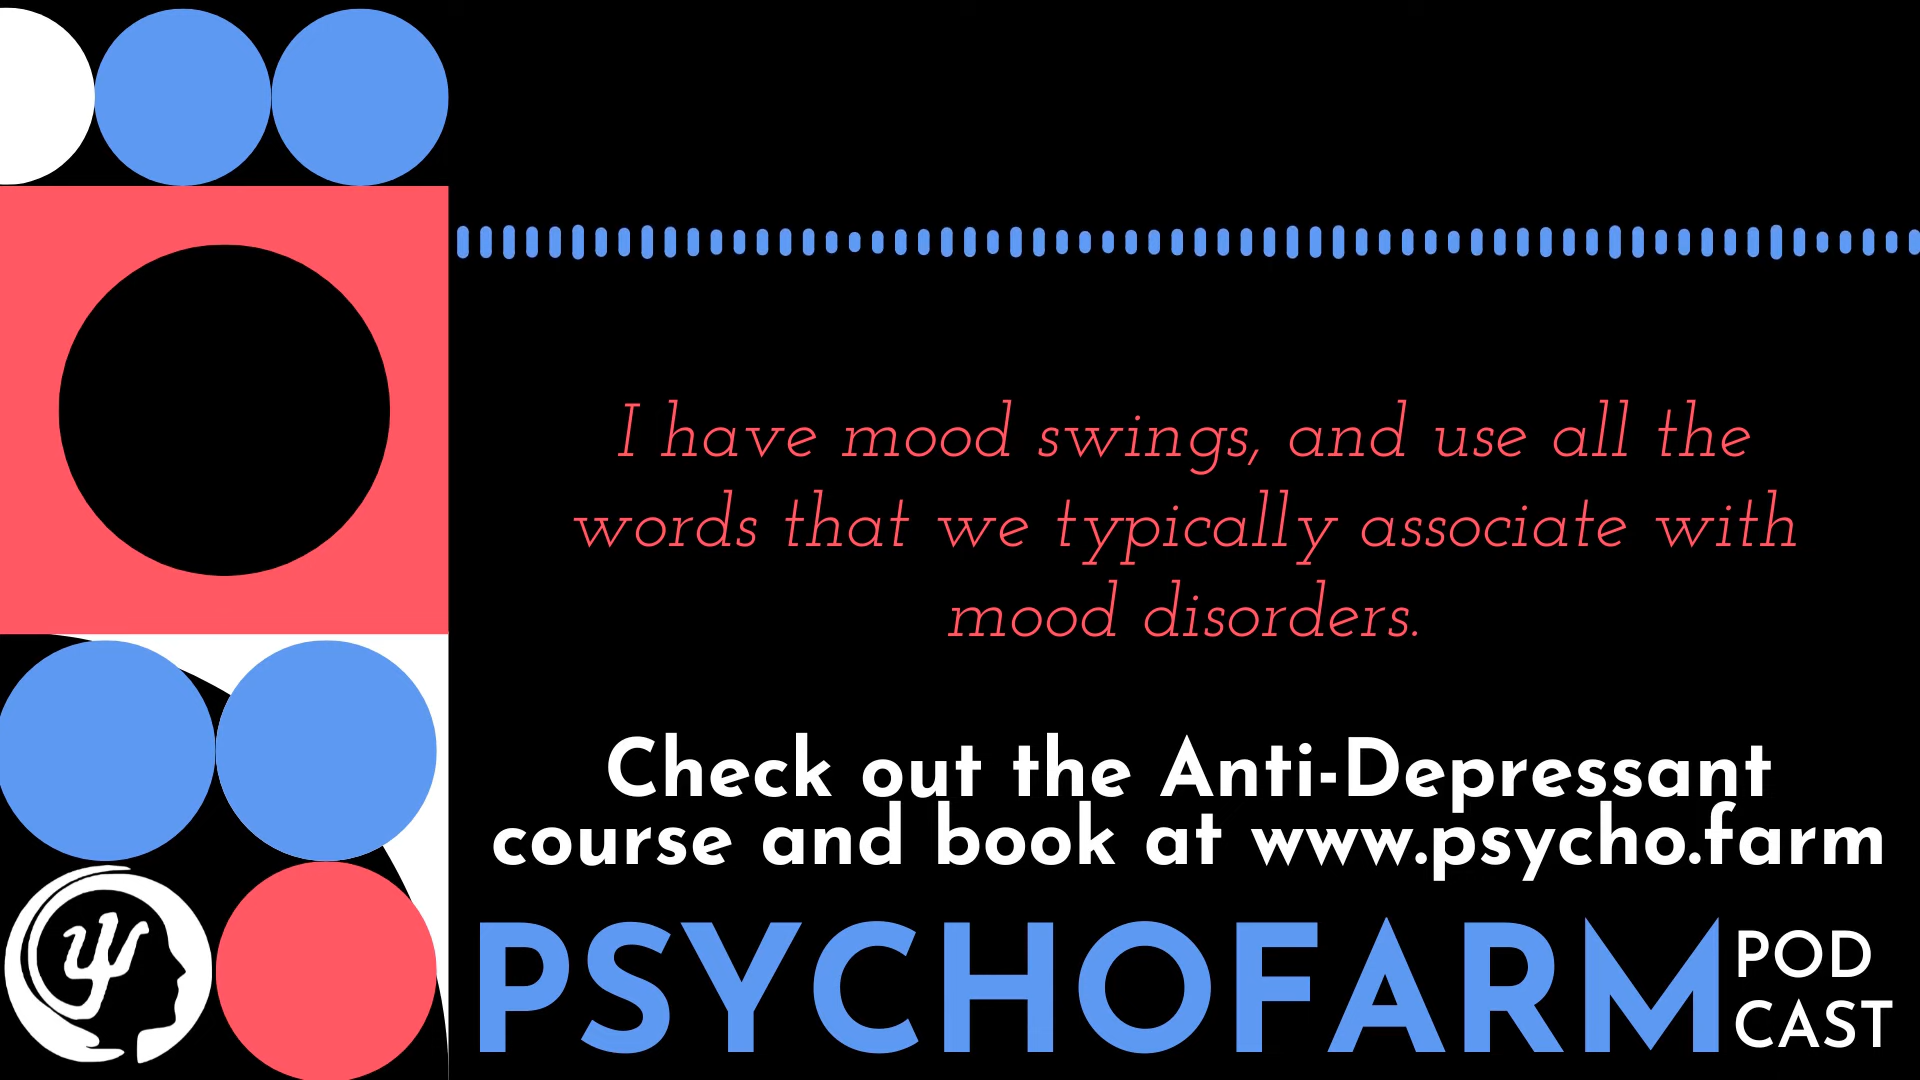 I have mood swings, and use all the
words that we typically associate with
mood disorders.
Check out the Anti-Depressant
course and book at www.psycho.farm
PSYCHOFARM
POD
CAST
ψ